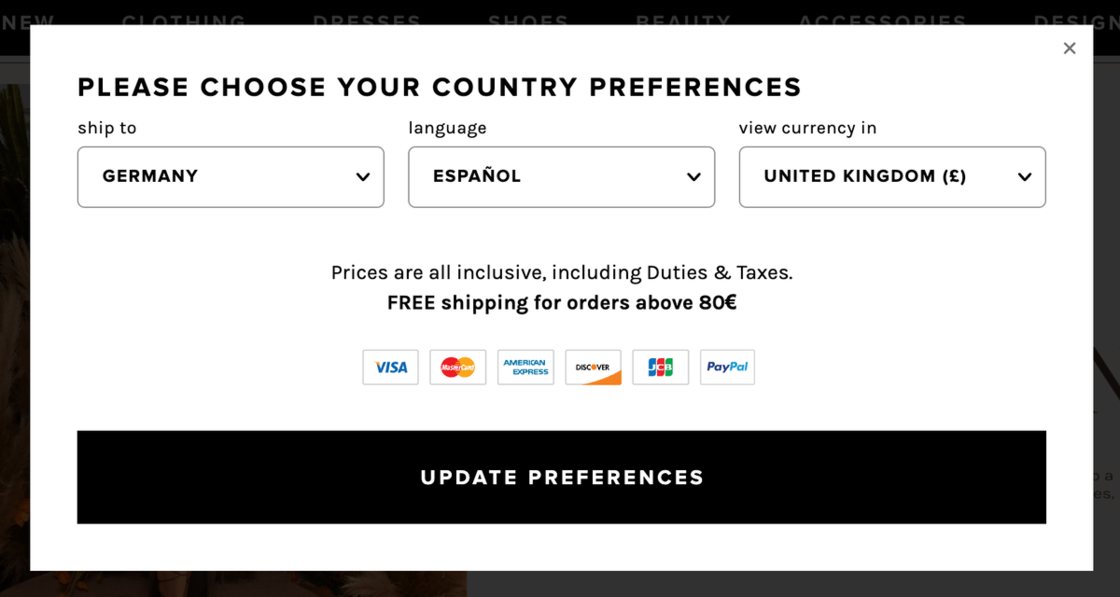 NEW CLOTHING DRESSES SHOES BEAUTY ACCESSORIES
×
PLEASE CHOOSE YOUR COUNTRY PREFERENCES
ship to language view currency in
GERMANY ESPAÑOL UNITED KINGDOM (£)
Prices are all inclusive, including Duties & Taxes.
FREE shipping for orders above 80€
VISA MasterCard AMERICAN EXPRESS DISCOVER JCB PayPal
UPDATE PREFERENCES